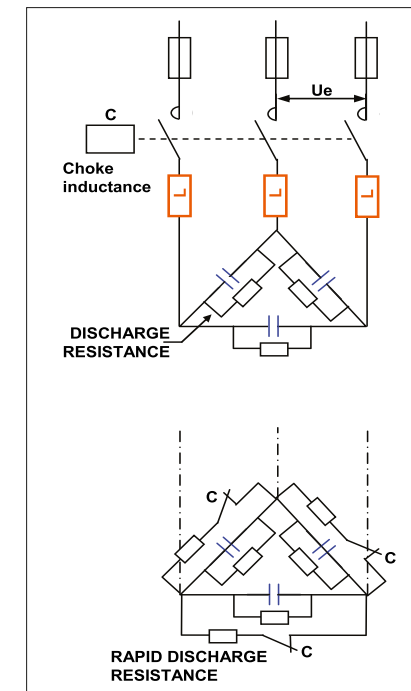 Ue
C
Choke
inductance
L
L
L
DISCHARGE
RESISTANCE
C
C
C
RAPID DISCHARGE
RESISTANCE